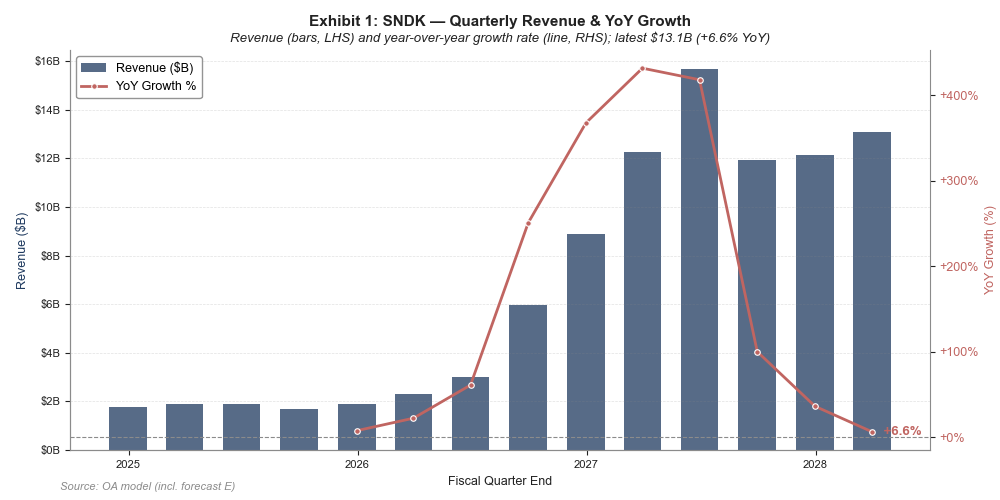 Exhibit 1: SNDK — Quarterly Revenue & YoY Growth
Revenue (bars, LHS) and year-over-year growth rate (line, RHS); latest $13.1B (+6.6% YoY)
Revenue ($B)
YoY Growth %
$16B
$14B
$12B
$10B
$8B
$6B
$4B
$2B
$0B
Revenue ($B)
+400%
+300%
+200%
+100%
+0%
YoY Growth (%)
+6.6%
2025
2026
2027
2028
Fiscal Quarter End
Source: OA model (incl. forecast E)